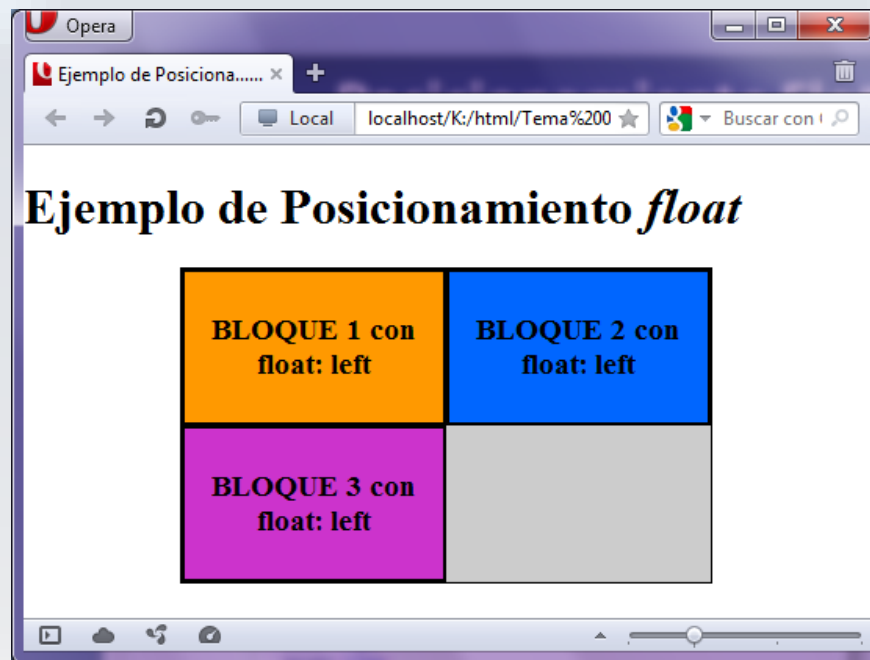 Opera
Ejemplo de Posiciona......
Local
localhost/K:/html/Tema%200
Buscar con
Ejemplo de Posicionamiento float
BLOQUE 1 con
float: left
BLOQUE 2 con
float: left
BLOQUE 3 con
float: left